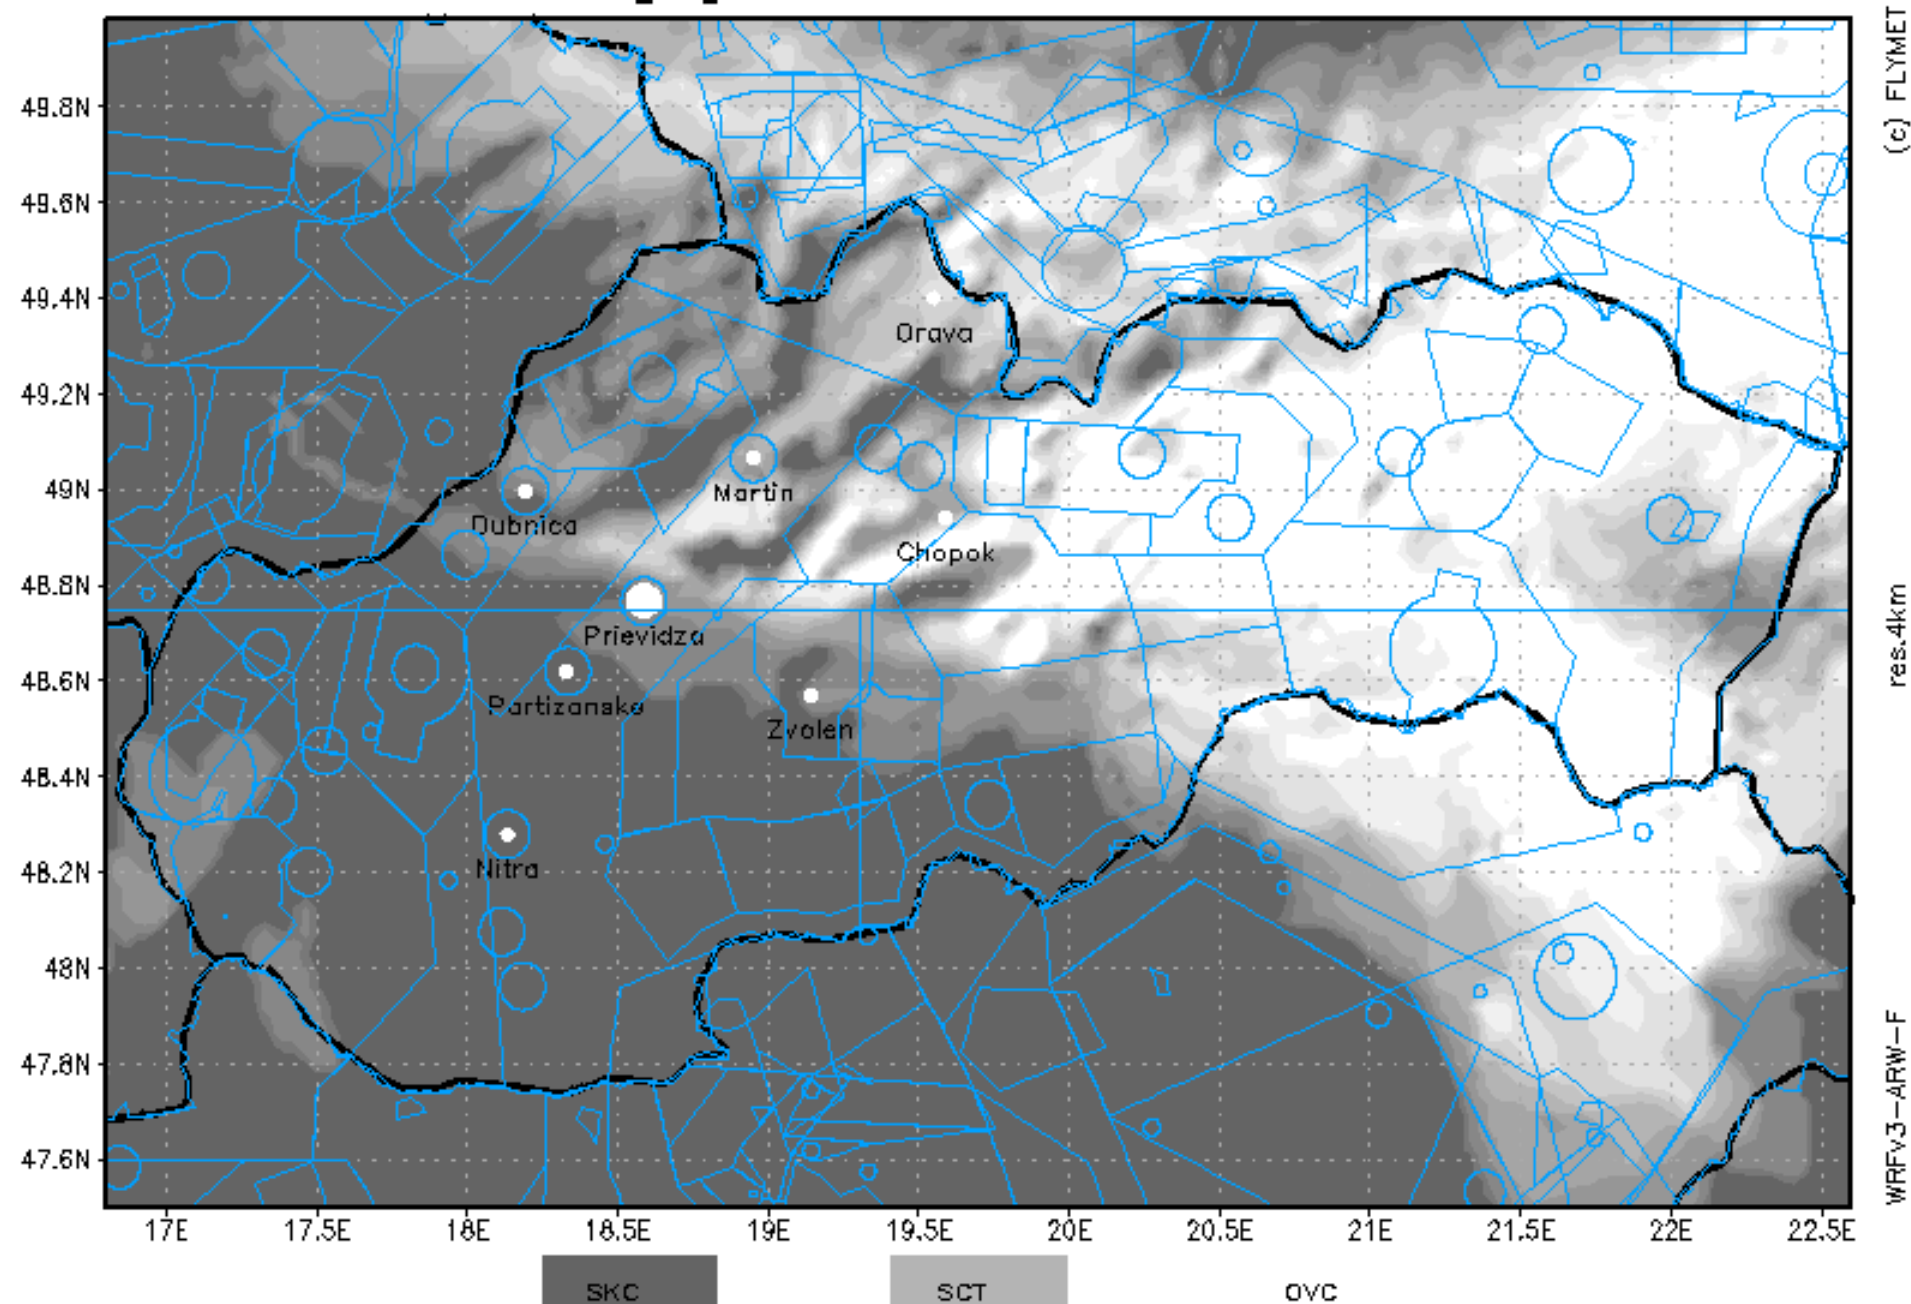 (c) FLYMET
49.8N
49.6N
49.4N
Orava
49.2N
49N
Martin
Dubnica
Chopok
48.8N
res.4km
Prievidza
48.6N
Partizanske
Zvolen
48.4N
48.2N
Nitra
48N
47.8N
WRFv3-ARW-F
47.6N
17E 17.5E 18E 18.5E 19E 19.5E 20E 20.5E 21E 21.5E 22E 22.5E
SKC SCT OVC